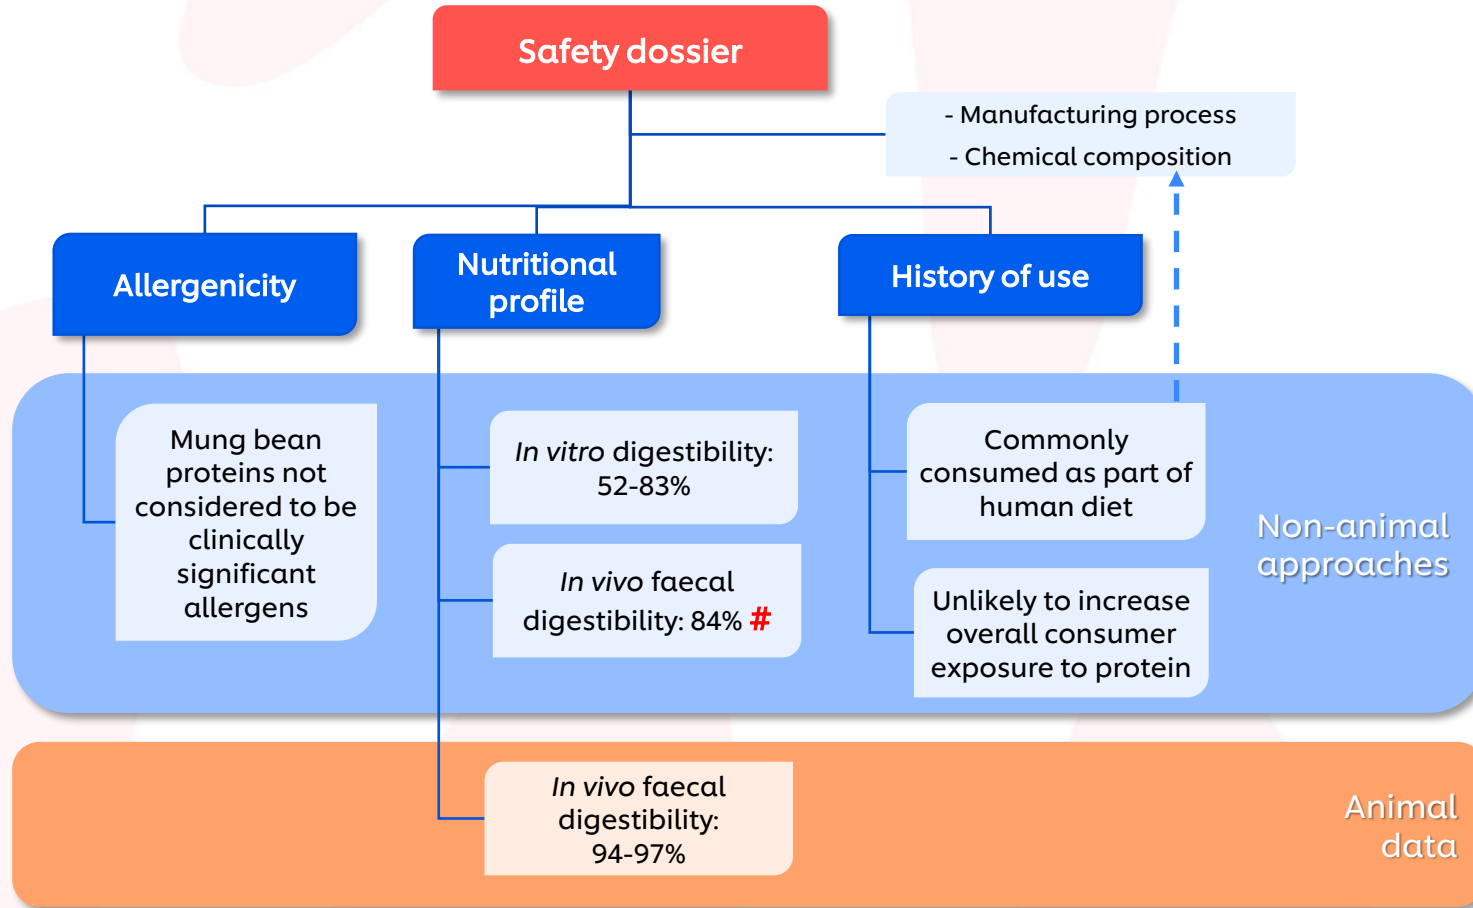 Safety dossier
- Manufacturing process
- Chemical composition
Allergenicity
Nutritional
profile
History of use
Mung bean
proteins not
considered to be
clinically
significant
allergens
In vitro digestibility:
52-83%
In vivo faecal
digestibility: 84% #
Commonly
consumed as part of
human diet
Unlikely to increase
overall consumer
exposure to protein
Non-animal
approaches
In vivo faecal
digestibility:
94-97%
Animal
data